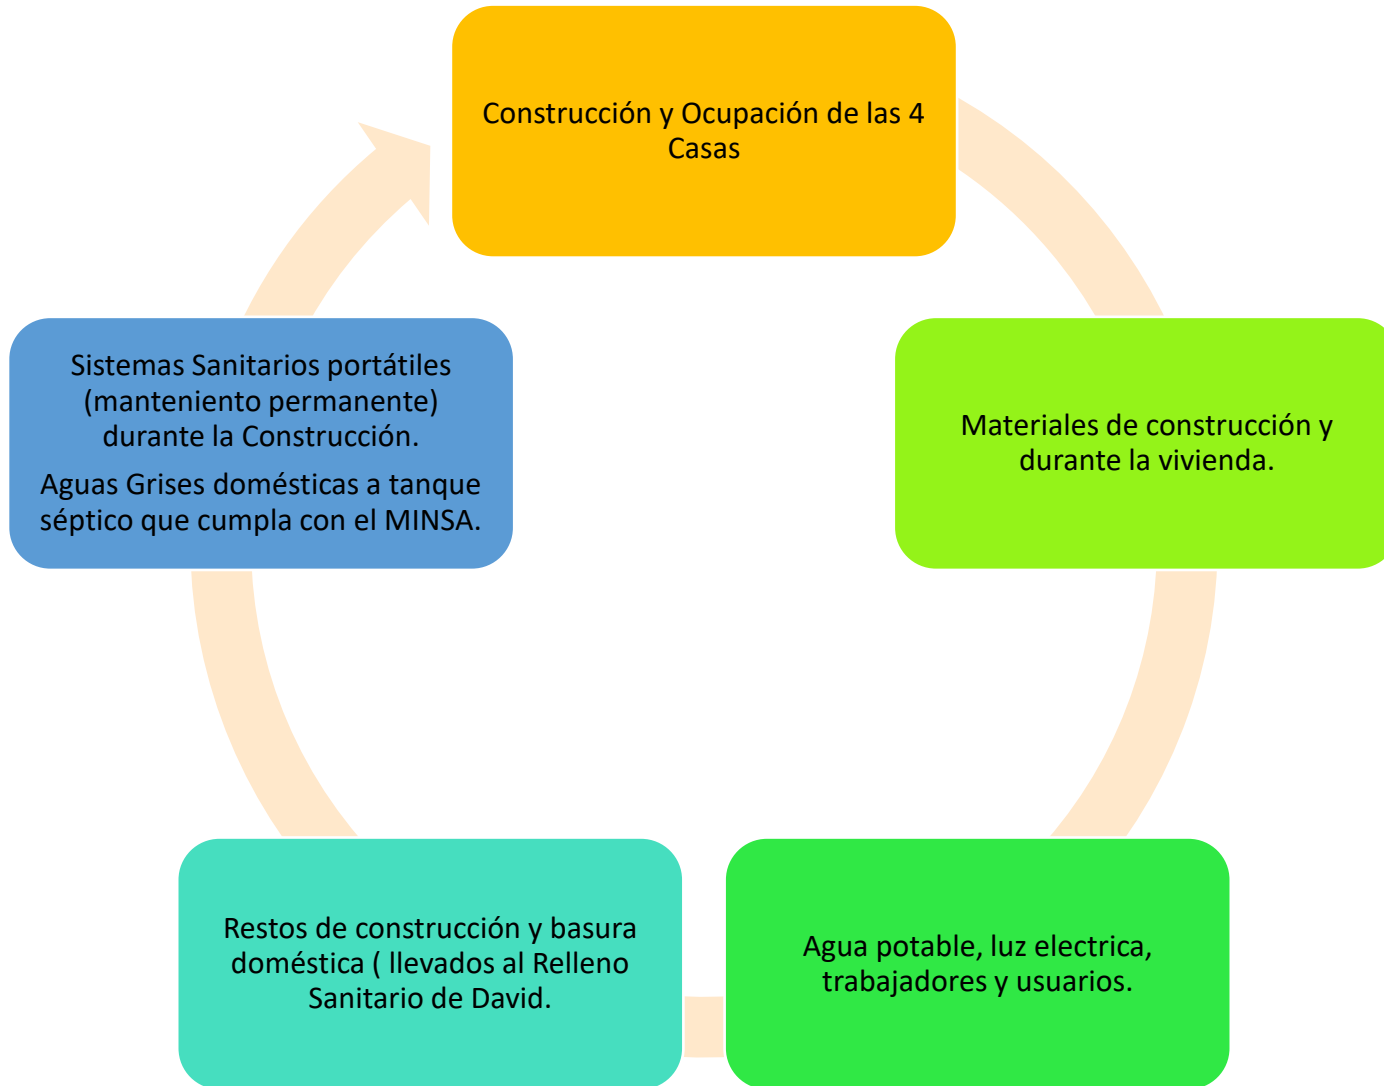 Construcción y Ocupación de las 4
Casas
Materiales de construcción y
durante la vivienda.
Agua potable, luz electrica,
trabajadores y usuarios.
Restos de construcción y basura
doméstica ( llevados al Relleno
Sanitario de David.
Sistemas Sanitarios portátiles
(manteniento permanente)
durante la Construcción.
Aguas Grises domésticas a tanque
séptico que cumpla con el MINSA.